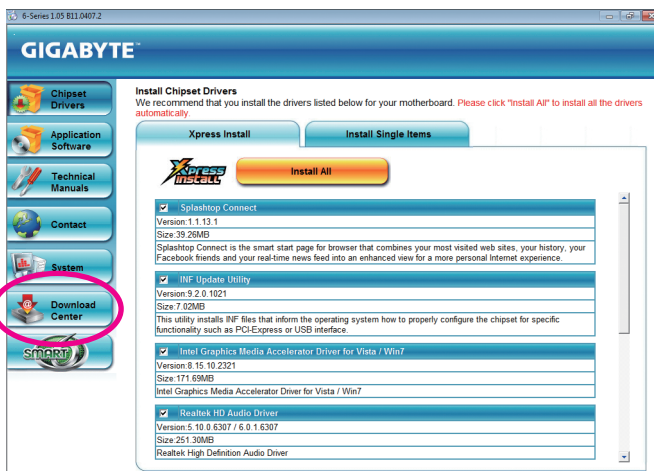 6-Series 1.05 B11.0407.2
GIGABYTE™
Chipset
Drivers
Application
Software
Technical
Manuals
Contact
System
Download
Center
SMART
Install Chipset Drivers
We recommend that you install the drivers listed below for your motherboard. Please click "Install All" to install all the drivers
automatically.
Xpress Install
Install Single Items
Xpress
Install
Install All
Splashtop Connect
Version:1.1.13.1
Size:39.26MB
Splashtop Connect is the smart start page for browser that combines your most visited web sites, your history, your
Facebook friends and your real-time news feed into an enhanced view for a more personal Internet experience.
INF Update Utility
Version:9.2.0.1021
Size:7.02MB
This utility installs INF files that inform the operating system how to properly configure the chipset for specific
functionality such as PCI-Express or USB interface.
Intel Graphics Media Accelerator Driver for Vista / Win7
Version:8.15.10.2321
Size:171.69MB
Intel Graphics Media Accelerator Driver for Vista / Win7
Realtek HD Audio Driver
Version:5.10.0.6307 / 6.0.1.6307
Size:251.30MB
Realtek High Definition Audio Driver